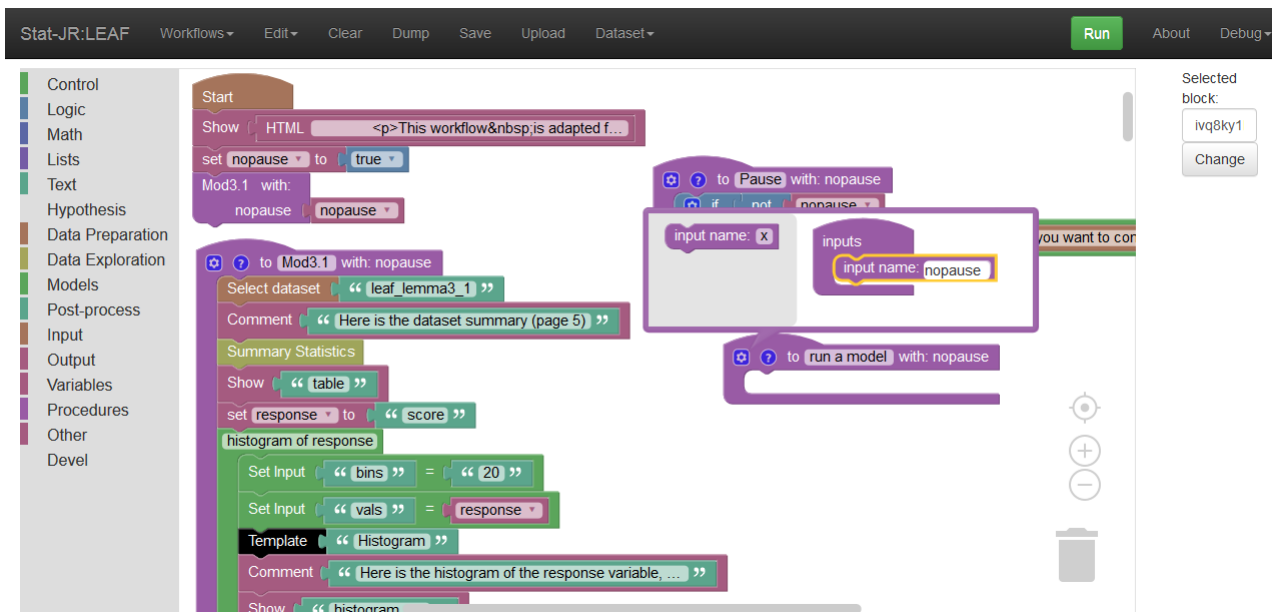 Stat-JR:LEAF Workflows Edit Clear Dump Save Upload Dataset Run About Debug
Control
Logic
Math
Lists
Text
Hypothesis
Data Preparation
Data Exploration
Models
Post-process
Input
Output
Variables
Procedures
Other
Devel
Start
Show HTML <p>This workflow&nbsp;is adapted f...
set nopause to true
Mod3.1 with:
nopause nopause
? to Mod3.1 with: nopause
Select dataset “ leaf_lemma3_1 ”
Comment “ Here is the dataset summary (page 5) ”
Summary Statistics
Show “ table ”
set response to “ score ”
histogram of response
Set Input “ bins ” = “ 20 ”
Set Input “ vals ” = response
Template “ Histogram ”
Comment “ Here is the histogram of the response variable, ... ”
Show “ histogram
? to Pause with: nopause
if not nopause
you want to con
input name: x
inputs
input name: nopause
? to run a model with: nopause
Selected
block:
ivq8ky1
Change